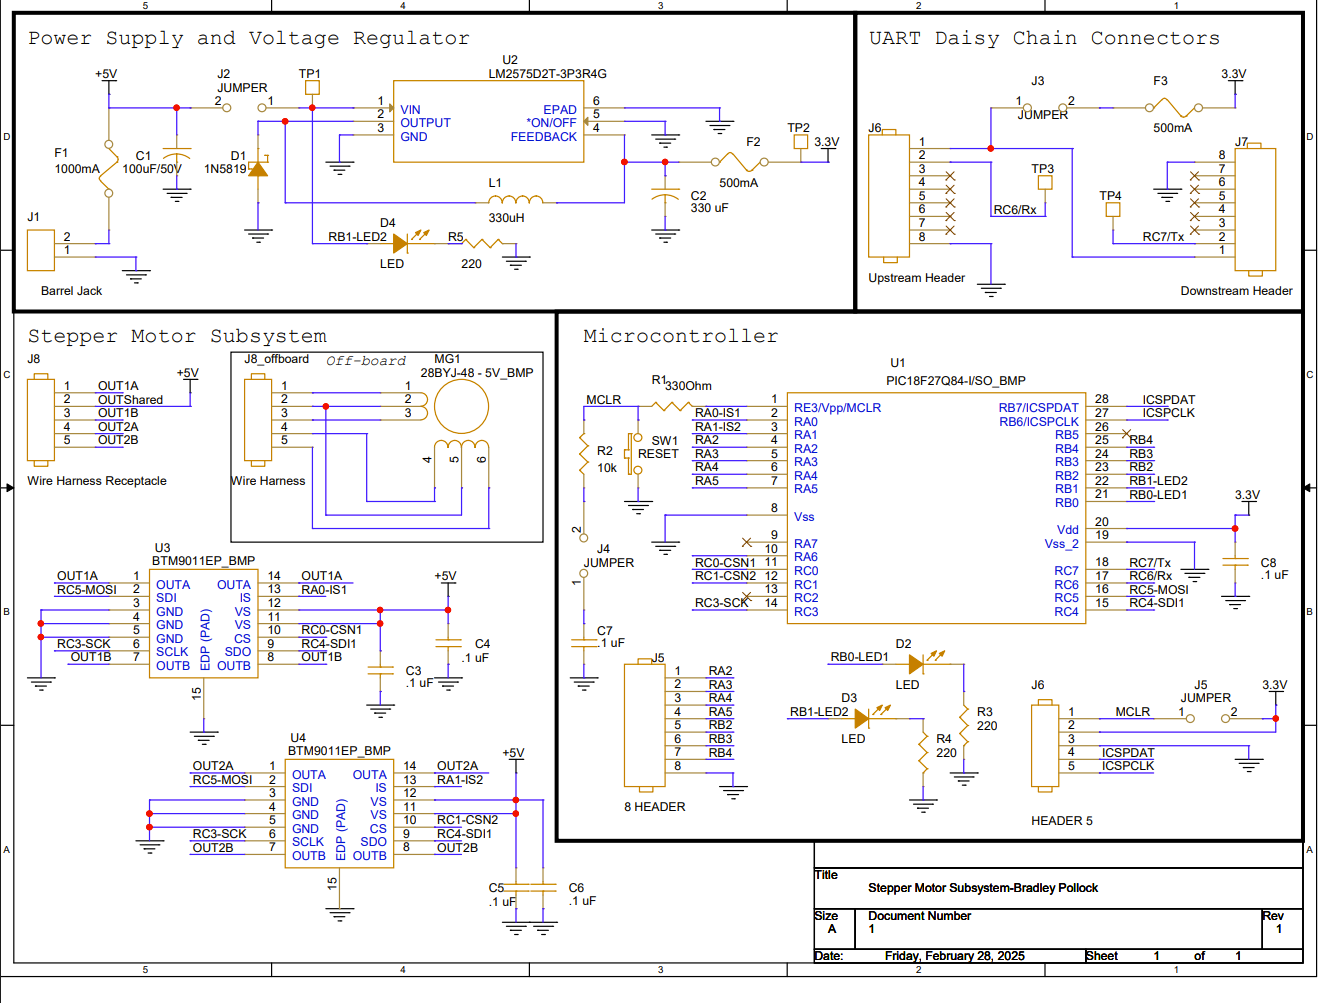 5 4 3 2 1
Power Supply and Voltage Regulator
+5V
J2
JUMPER
2 1
TP1
U2
LM2575D2T-3P3R4G
1 VIN
2 OUTPUT
3 GND
EPAD 6
*ON/OFF 5
FEEDBACK 4
F1
1000mA
C1
100uF/50V
D1
1N5819
L1
330uH
F2
500mA
TP2
3.3V
C2
330 uF
D4
RB1-LED2
LED
R5
220
J1
2
1
Barrel Jack
UART Daisy Chain Connectors
J3
1 2
JUMPER
F3
500mA
3.3V
J6
1
2
3
4
5
6
7
8
Upstream Header
TP3
RC6/Rx
TP4
RC7/Tx
J7
8
7
6
5
4
3
2
1
Downstream Header
D
D
Stepper Motor Subsystem
J8
+5V
1 OUT1A
2 OUTShared
3 OUT1B
4 OUT2A
5 OUT2B
Wire Harness Receptacle
J8_offboard
Off-board
MG1
28BYJ-48 - 5V_BMP
1 1
2 2
3 3
4
5
4 5 6
Wire Harness
C
C
U3
BTM9011EP_BMP
OUT1A 1 OUTA OUTA 14 OUT1A
RC5-MOSI 2 SDI IS 13 RA0-IS1
3 GND VS 12
4 GND VS 11
5 GND CS 10 RC0-CSN1
RC3-SCK 6 SCLK SDO 9 RC4-SDI1
OUT1B 7 OUTB OUTB 8 OUT1B
EDP (PAD)
15
+5V
C4
.1 uF
C3
.1 uF
U4
BTM9011EP_BMP
OUT2A 1 OUTA OUTA 14 OUT2A
RC5-MOSI 2 SDI IS 13 RA1-IS2
3 GND VS 12
4 GND VS 11
5 GND CS 10 RC1-CSN2
RC3-SCK 6 SCLK SDO 9 RC4-SDI1
OUT2B 7 OUTB OUTB 8 OUT2B
EDP (PAD)
15
+5V
C5
.1 uF
C6
.1 uF
B
B
A
A
Microcontroller
U1
PIC18F27Q84-I/SO_BMP
R1
330Ohm
MCLR
R2
10k
SW1
RESET
2
J4
JUMPER
1
C7
.1 uF
1 RE3/Vpp/MCLR
RA0-IS1 2 RA0
RA1-IS2 3 RA1
RA2 4 RA2
RA3 5 RA3
RA4 6 RA4
RA5 7 RA5
8 Vss
9 RA7
10 RA6
RC0-CSN1 11 RC0
RC1-CSN2 12 RC1
13 RC2
RC3-SCK 14 RC3
RB7/ICSPDAT 28 ICSPDAT
RB6/ICSPCLK 27 ICSPCLK
RB5 26
RB4 25 RB4
RB3 24 RB3
RB2 23 RB2
RB1 22 RB1-LED2
RB0 21 RB0-LED1
Vdd 20
Vss_2 19
RC7 18 RC7/Tx
RC6 17 RC6/Rx
RC5 16 RC5-MOSI
RC4 15 RC4-SDI1
3.3V
C8
.1 uF
J5
1 RA2
2 RA3
3 RA4
4 RA5
5 RB2
6 RB3
7 RB4
8
8 HEADER
D2
RB0-LED1
LED
D3
RB1-LED2
LED
R3
220
R4
220
J6
1 MCLR
2
3
4 ICSPDAT
5 ICSPCLK
HEADER 5
J5
JUMPER
1 2
3.3V
Title
Stepper Motor Subsystem-Bradley Pollock
Size
A
Document Number
1
Rev
1
Date: Friday, February 28, 2025 Sheet 1 of 1
5 4 3 2 1